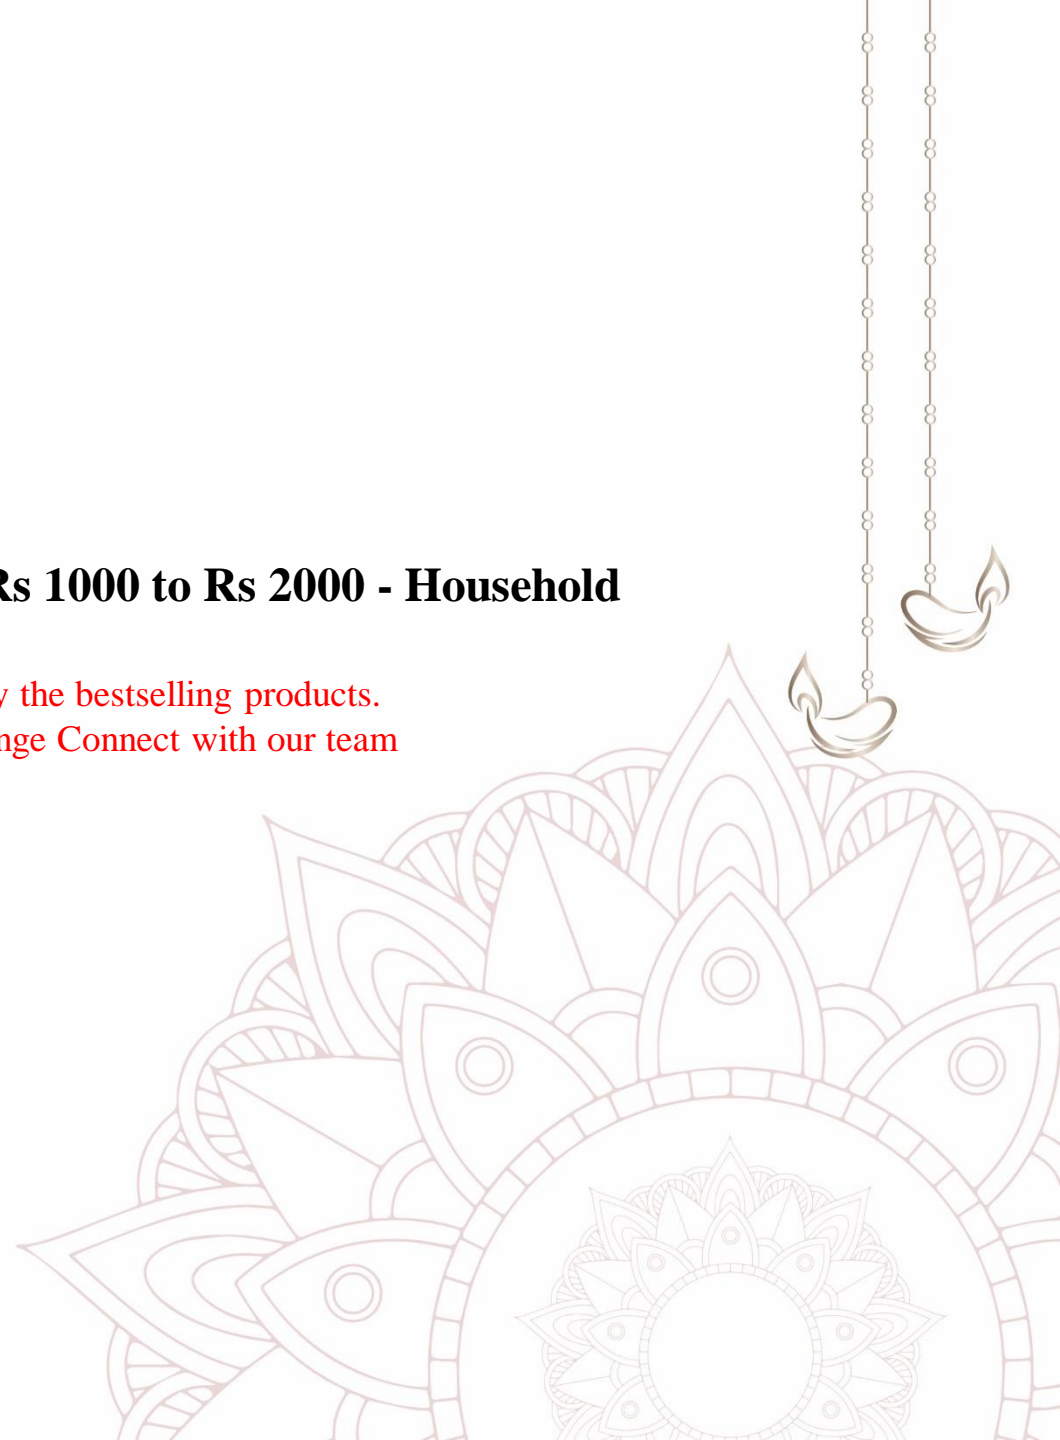 Rs 1000 to Rs 2000 - Household
the bestselling products.
Connect with our team